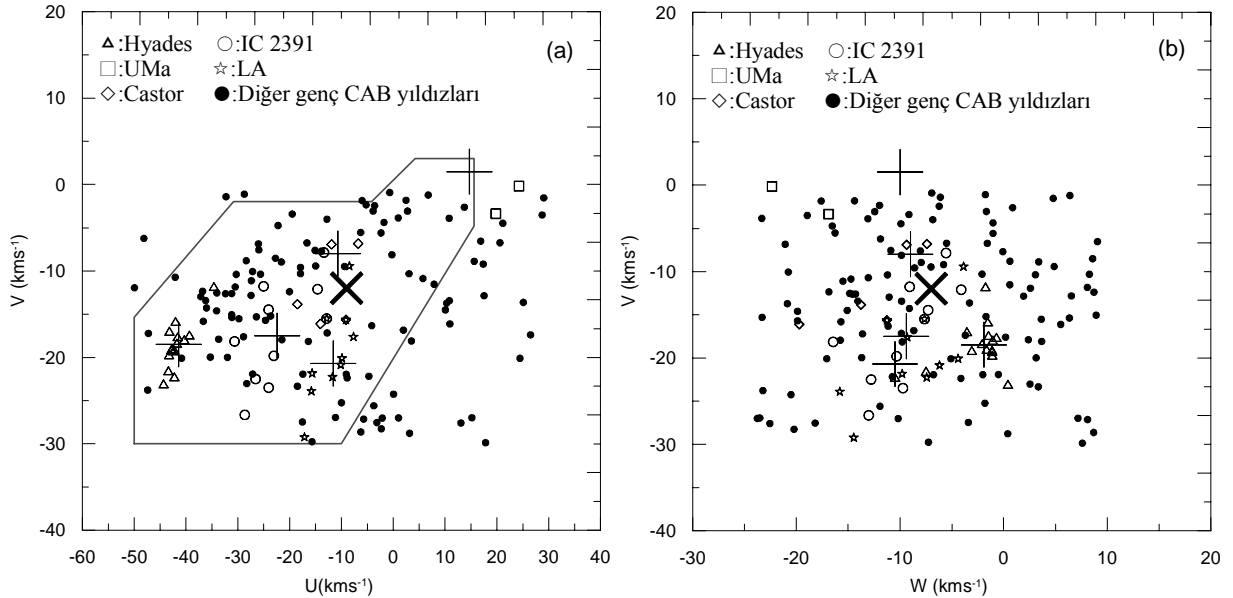 20
10
0
-10
-20
-30
-40
V (kms-1)
△:Hyades ○:IC 2391 (a)
□:UMa ☆:LA
◇:Castor ●:Diğer genç CAB yıldızları
-60 -50 -40 -30 -20 -10 0 10 20 30 40
U(kms-1)
20
10
0
-10
-20
-30
-40
V (kms-1)
△:Hyades ○:IC 2391 (b)
□:UMa ☆:LA
◇:Castor ●:Diğer genç CAB yıldızları
-30 -20 -10 0 10 20
W (kms-1)